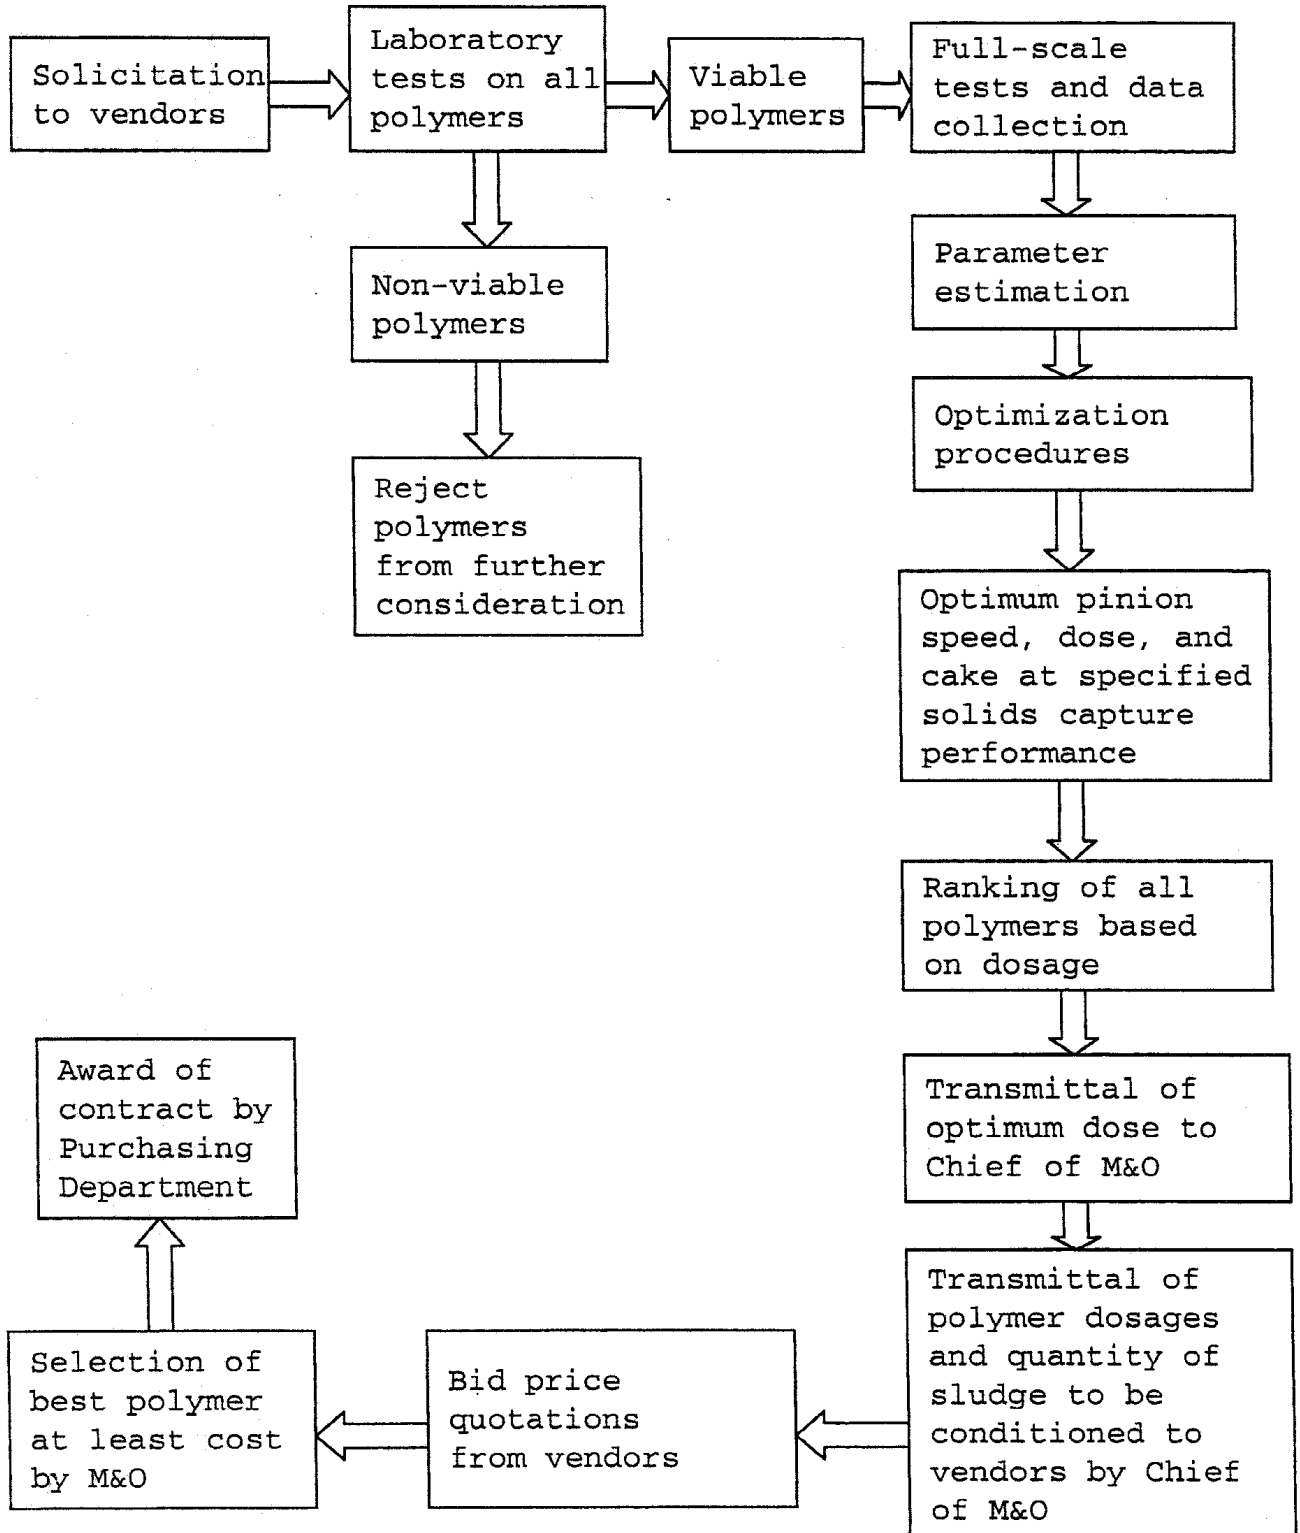 Solicitation
to vendors
Laboratory
tests on all
polymers
Viable
polymers
Full-scale
tests and data
collection
Non-viable
polymers
Reject
polymers
from further
consideration
Parameter
estimation
Optimization
procedures
Optimum pinion
speed, dose, and
cake at specified
solids capture
performance
Ranking of all
polymers based
on dosage
Transmittal of
optimum dose to
Chief of M&O
Transmittal of
polymer dosages
and quantity of
sludge to be
conditioned to
vendors by Chief
of M&O
Bid price
quotations
from vendors
Selection of
best polymer
at least cost
by M&O
Award of
contract by
Purchasing
Department